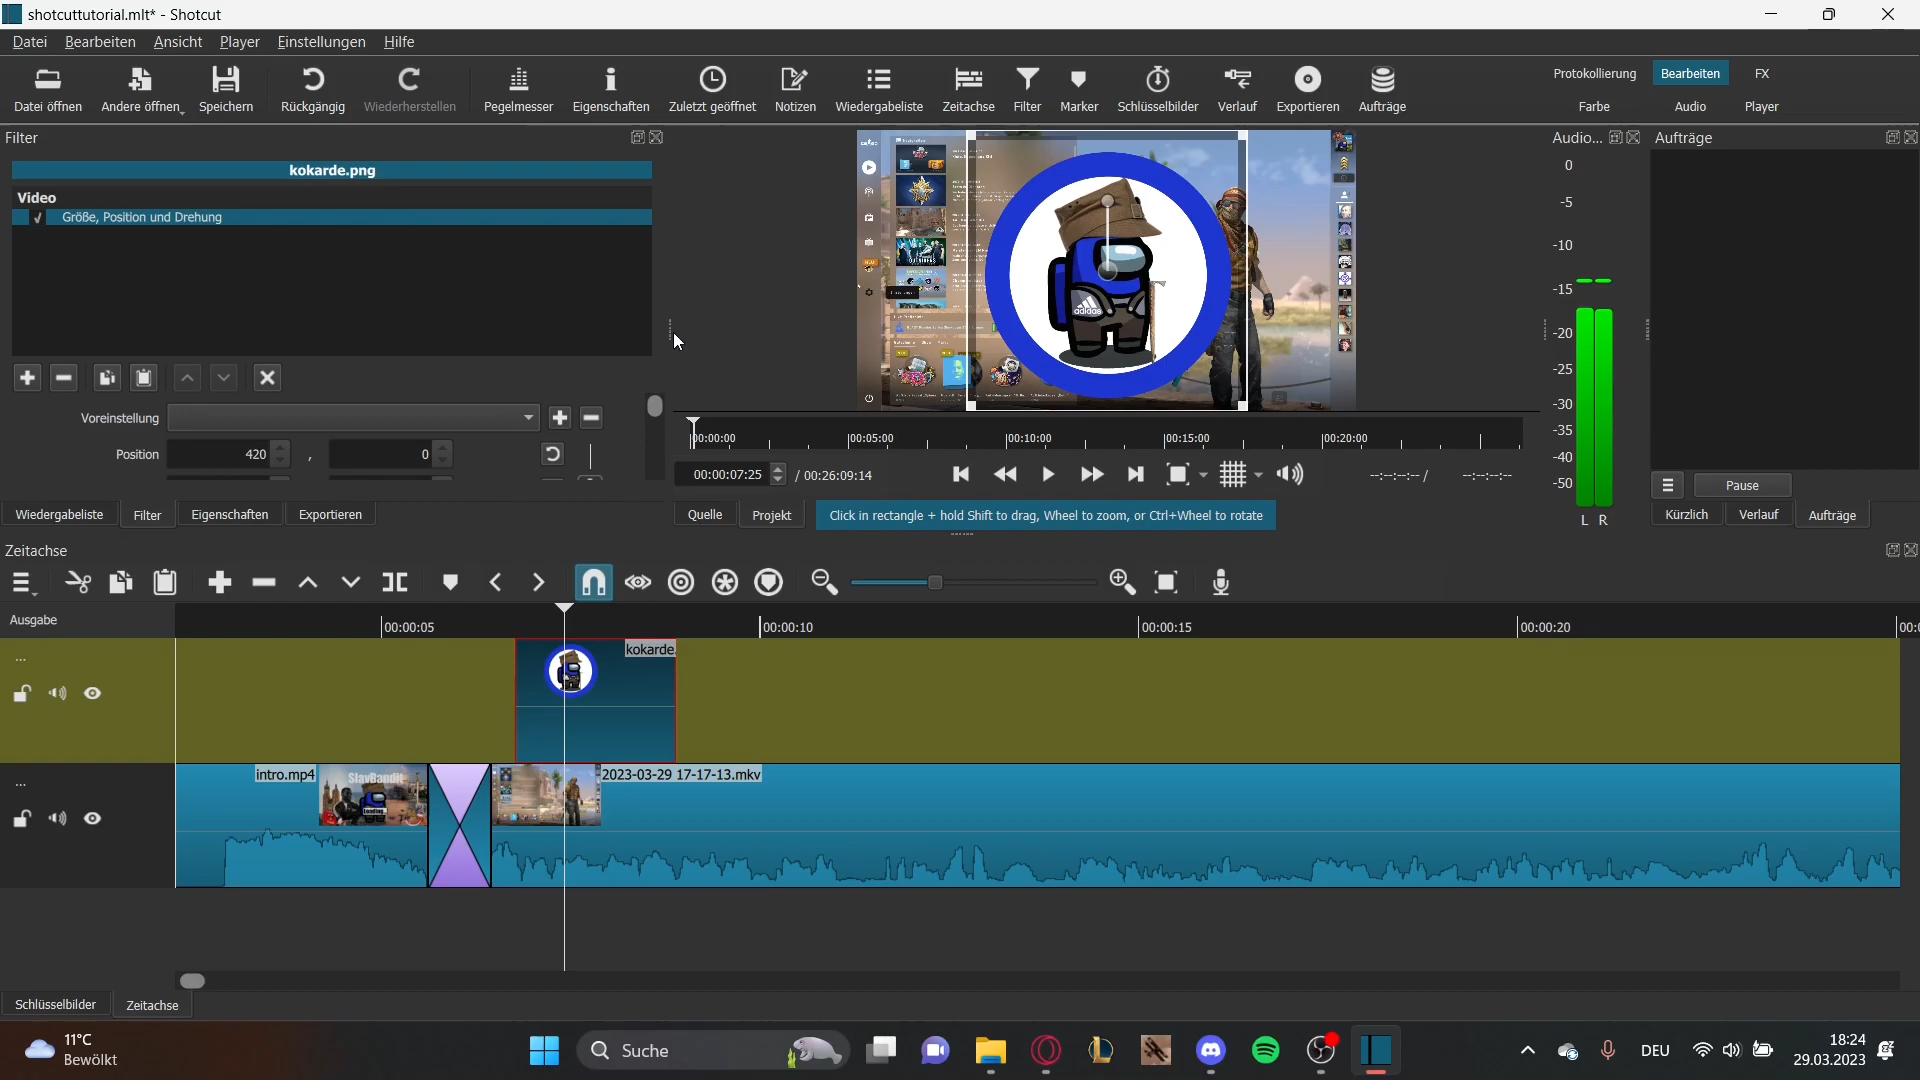 shotcuttutorial.mlt* - Shotcut
Datei Bearbeiten Ansicht Player Einstellungen Hilfe
Datei öffnen Andere öffnen Speichern Rückgängig Wiederherstellen Pegelmesser Eigenschaften Zuletzt geöffnet Notizen Wiedergabeliste Zeitachse Filter Marker Schlüsselbilder Verlauf Exportieren Aufträge
Protokollierung Bearbeiten FX
Farbe Audio Player
Filter
Audio... Aufträge
kokarde.png
Video
Größe, Position und Drehung
adidas
0
-5
-10
-15
-20
-25
-30
-35
-40
-50
L R
Voreinstellung
Position 420 , 0
00:00:00 00:05:00 00:10:00 00:15:00 00:20:00
00:00:07:25 / 00:26:09:14 --:--:--:-- / --:--:--:--
Pause
Wiedergabeliste Filter Eigenschaften Exportieren
Quelle Projekt Click in rectangle + hold Shift to drag, Wheel to zoom, or Ctrl+Wheel to rotate
Kürzlich Verlauf Aufträge
Zeitachse
Ausgabe
00:00:05 00:00:10 00:00:15 00:00:20 00:0
...
kokarde.
...
intro.mp4 SlavBandit 2023-03-29 17-17-13.mkv
Loading
Schlüsselbilder Zeitachse
11°C
Bewölkt
Suche
DEU
18:24
29.03.2023